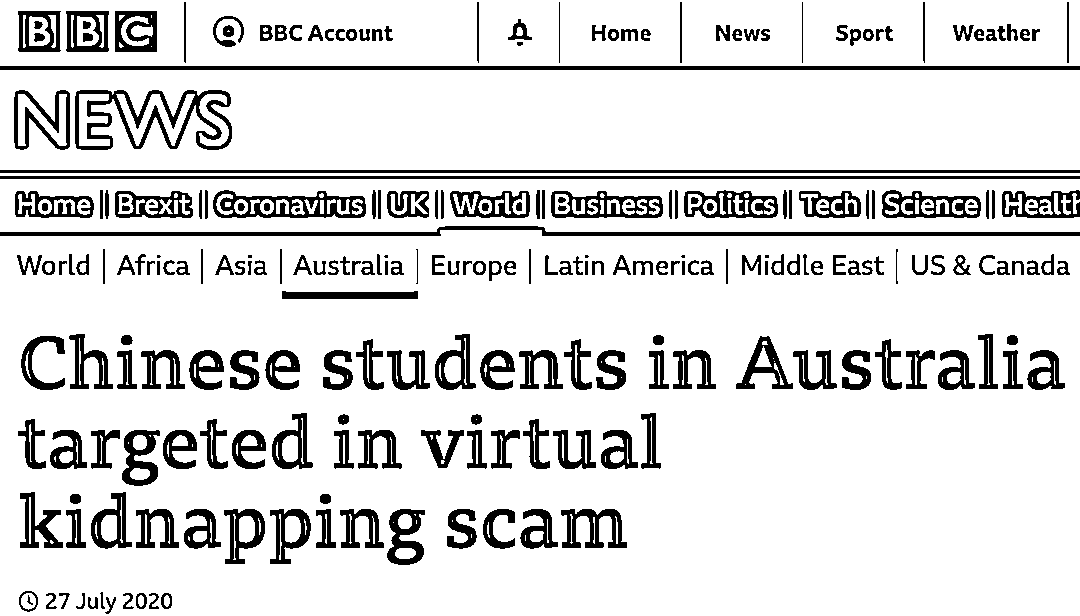 BBC BBC Account Home News Sport Weather
NEWS
Home Brexit Coronavirus UK World Business Politics Tech Science Health
World Africa Asia Australia Europe Latin America Middle East US & Canada
Chinese students in Australia
targeted in virtual
kidnapping scam
27 July 2020